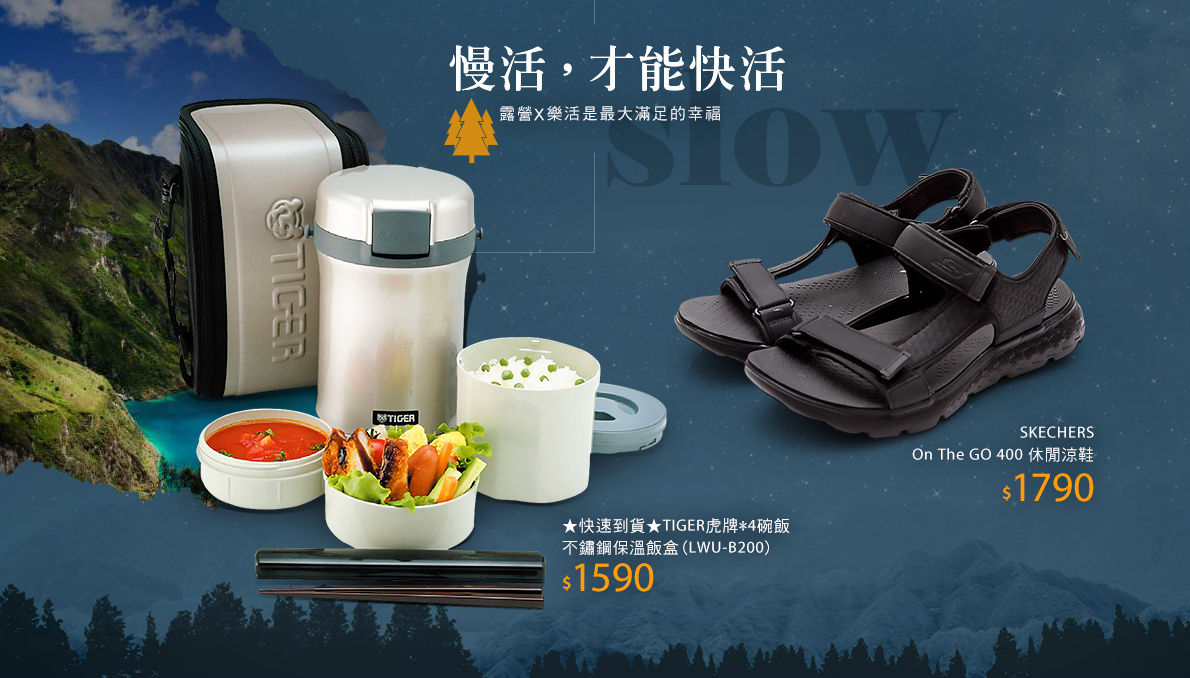 慢活，才能快活
露營X樂活是最大滿足的幸福
slow
TIGER
TIGER
SKECHERS
On The GO 400 休閒涼鞋
$1790
★快速到貨★TIGER虎牌*4碗飯
不鏽鋼保溫飯盒(LWU-B200)
$1590